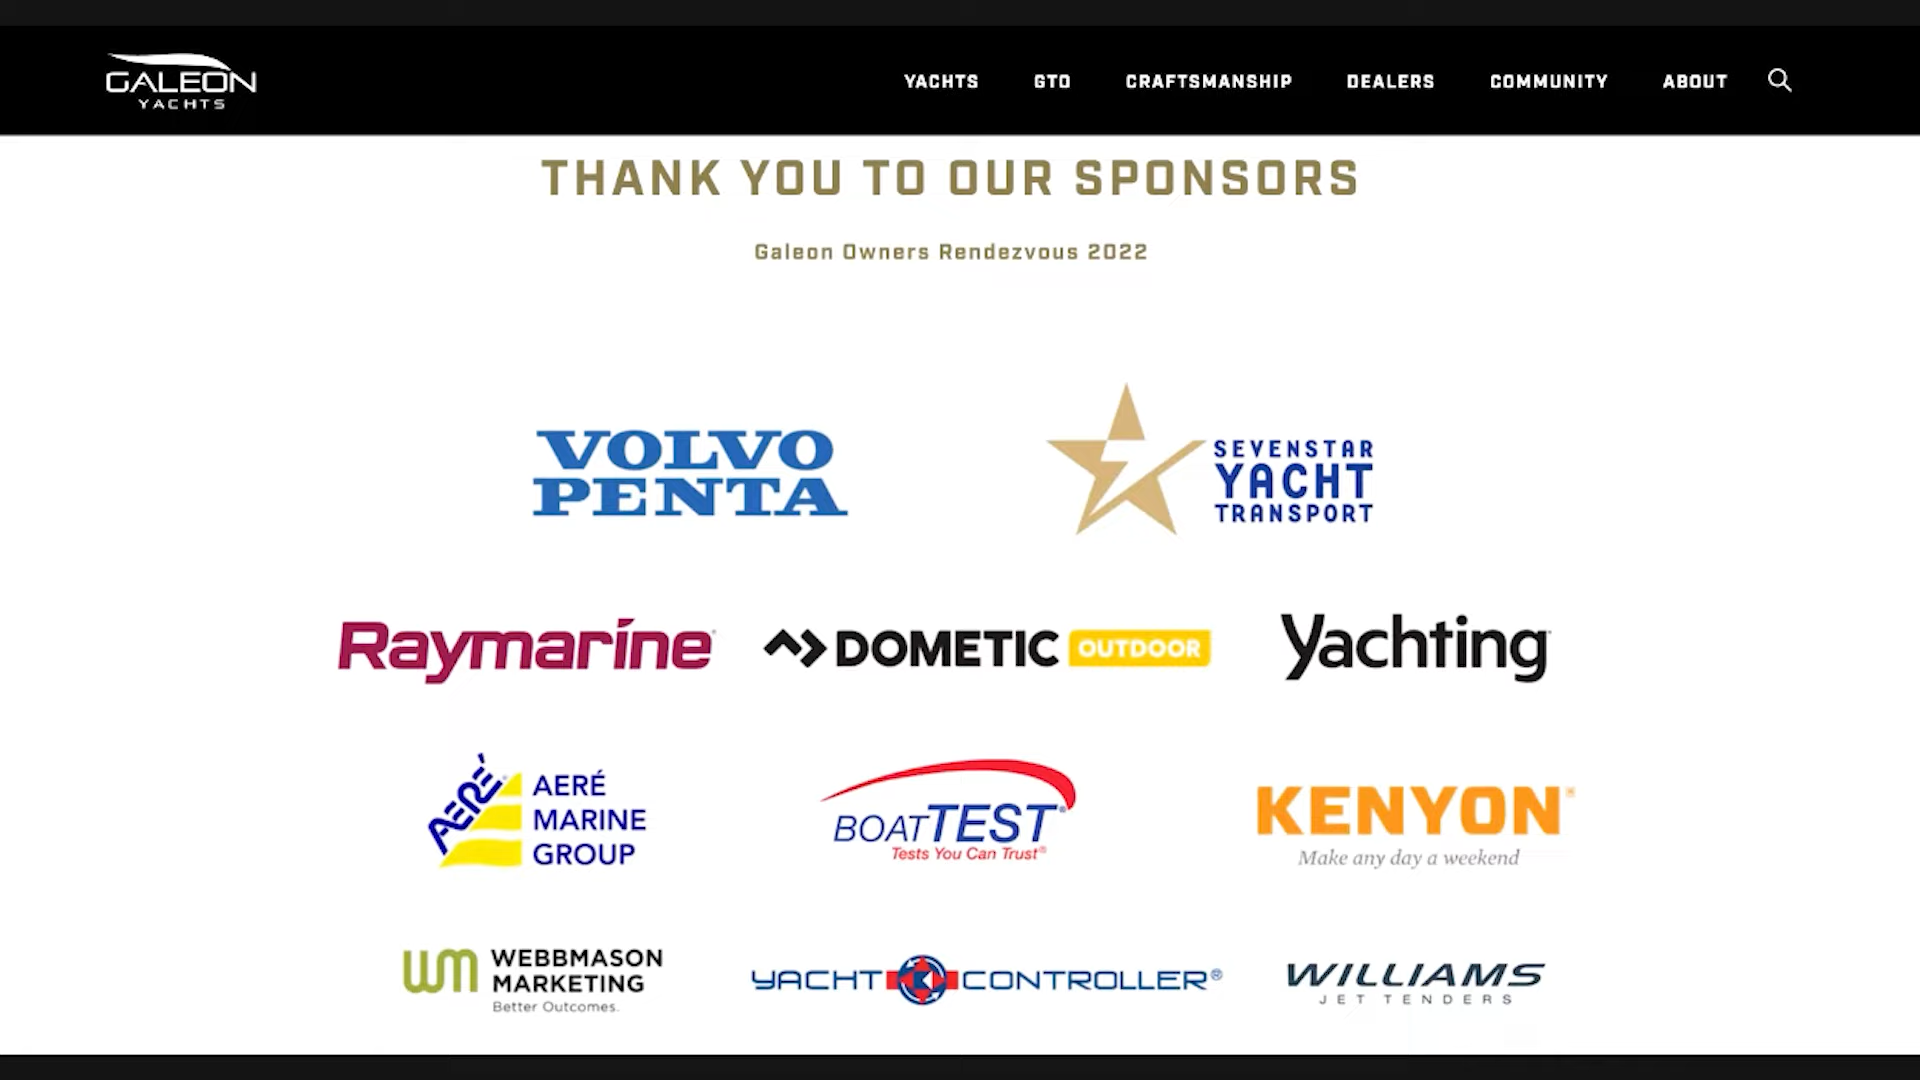 GALEON
YACHTS
YACHTS GTO CRAFTSMANSHIP DEALERS COMMUNITY ABOUT
THANK YOU TO OUR SPONSORS
Galeon Owners Rendezvous 2022
VOLVO
PENTA
SEVENSTAR
YACHT
TRANSPORT
Raymarine
DOMETIC OUTDOOR
Yachting
AERÉ
AERÉ
MARINE
GROUP
BOATTEST®
Tests You Can Trust®
KENYON®
Make any day a weekend
wm WEBBMASON
MARKETING
Better Outcomes.
YACHT CONTROLLER®
WILLIAMS
JET TENDERS